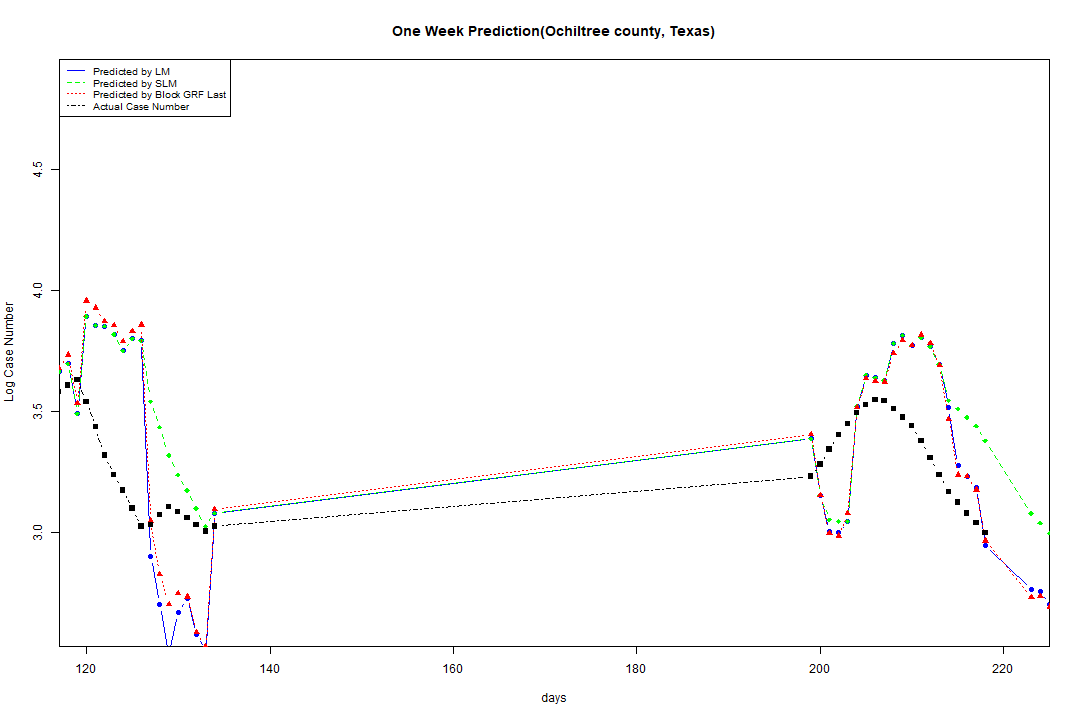 One Week Prediction(Ochiltree county, Texas)
Predicted by LM
Predicted by SLM
Predicted by Block GRF Last
Actual Case Number
4.5
4.0
3.5
3.0
Log Case Number
120 140 160 180 200 220
days